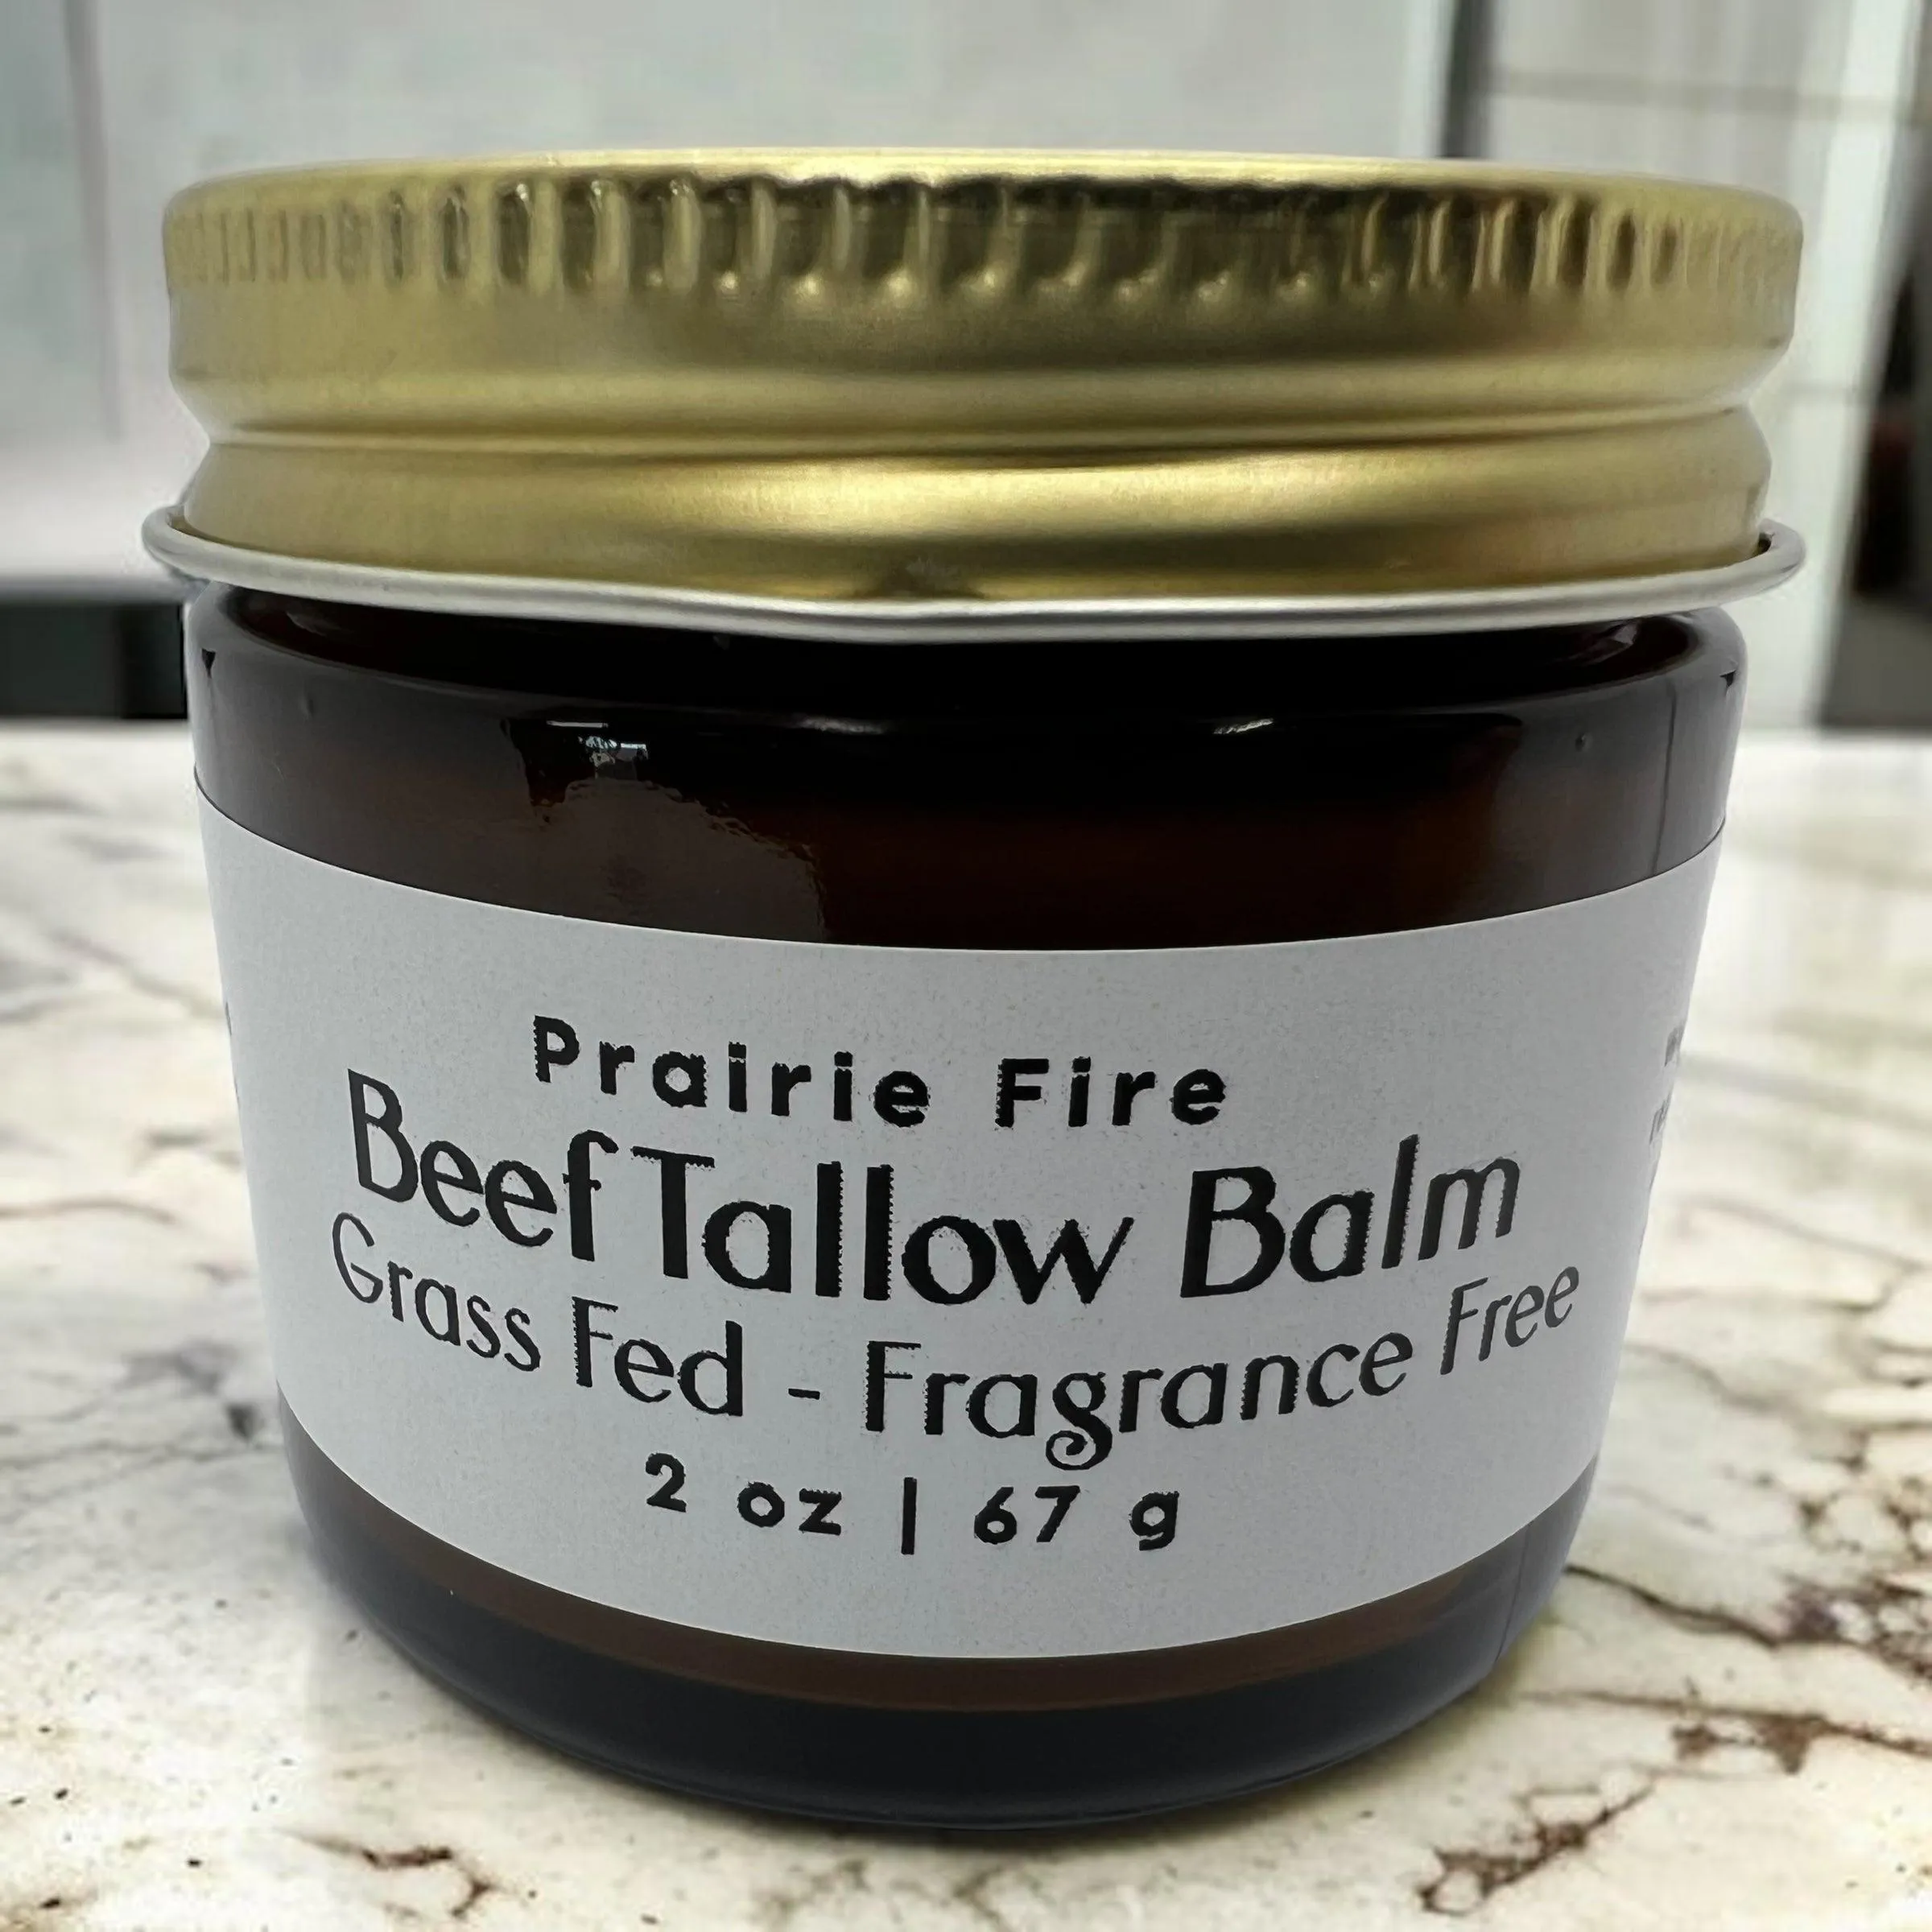 Prairie Fire
Beef Tallow Balm
Grass Fed - Fragrance Free
2 oz | 67 g